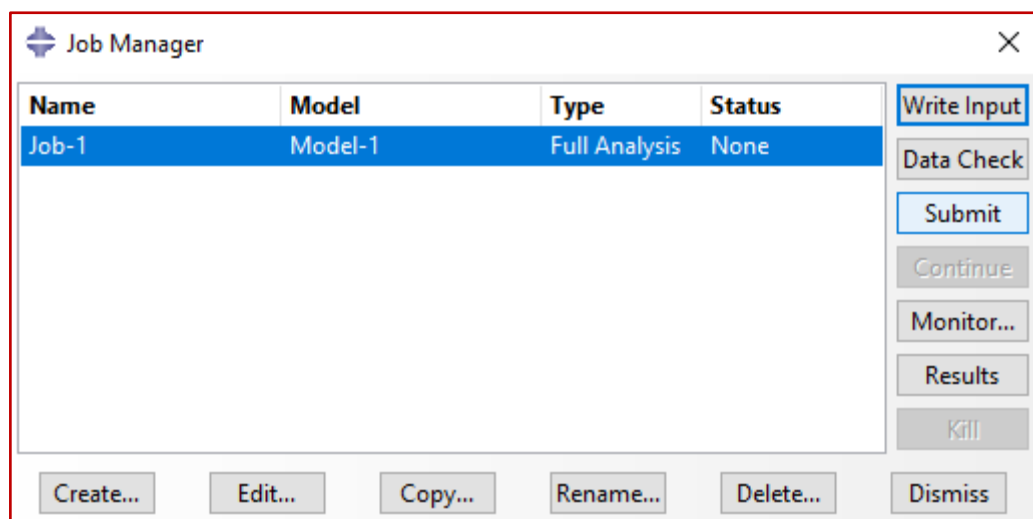 Job Manager
Name Model Type Status
Job-1 Model-1 Full Analysis None
Write Input
Data Check
Submit
Continue
Monitor...
Results
Kill
Create... Edit... Copy... Rename... Delete... Dismiss